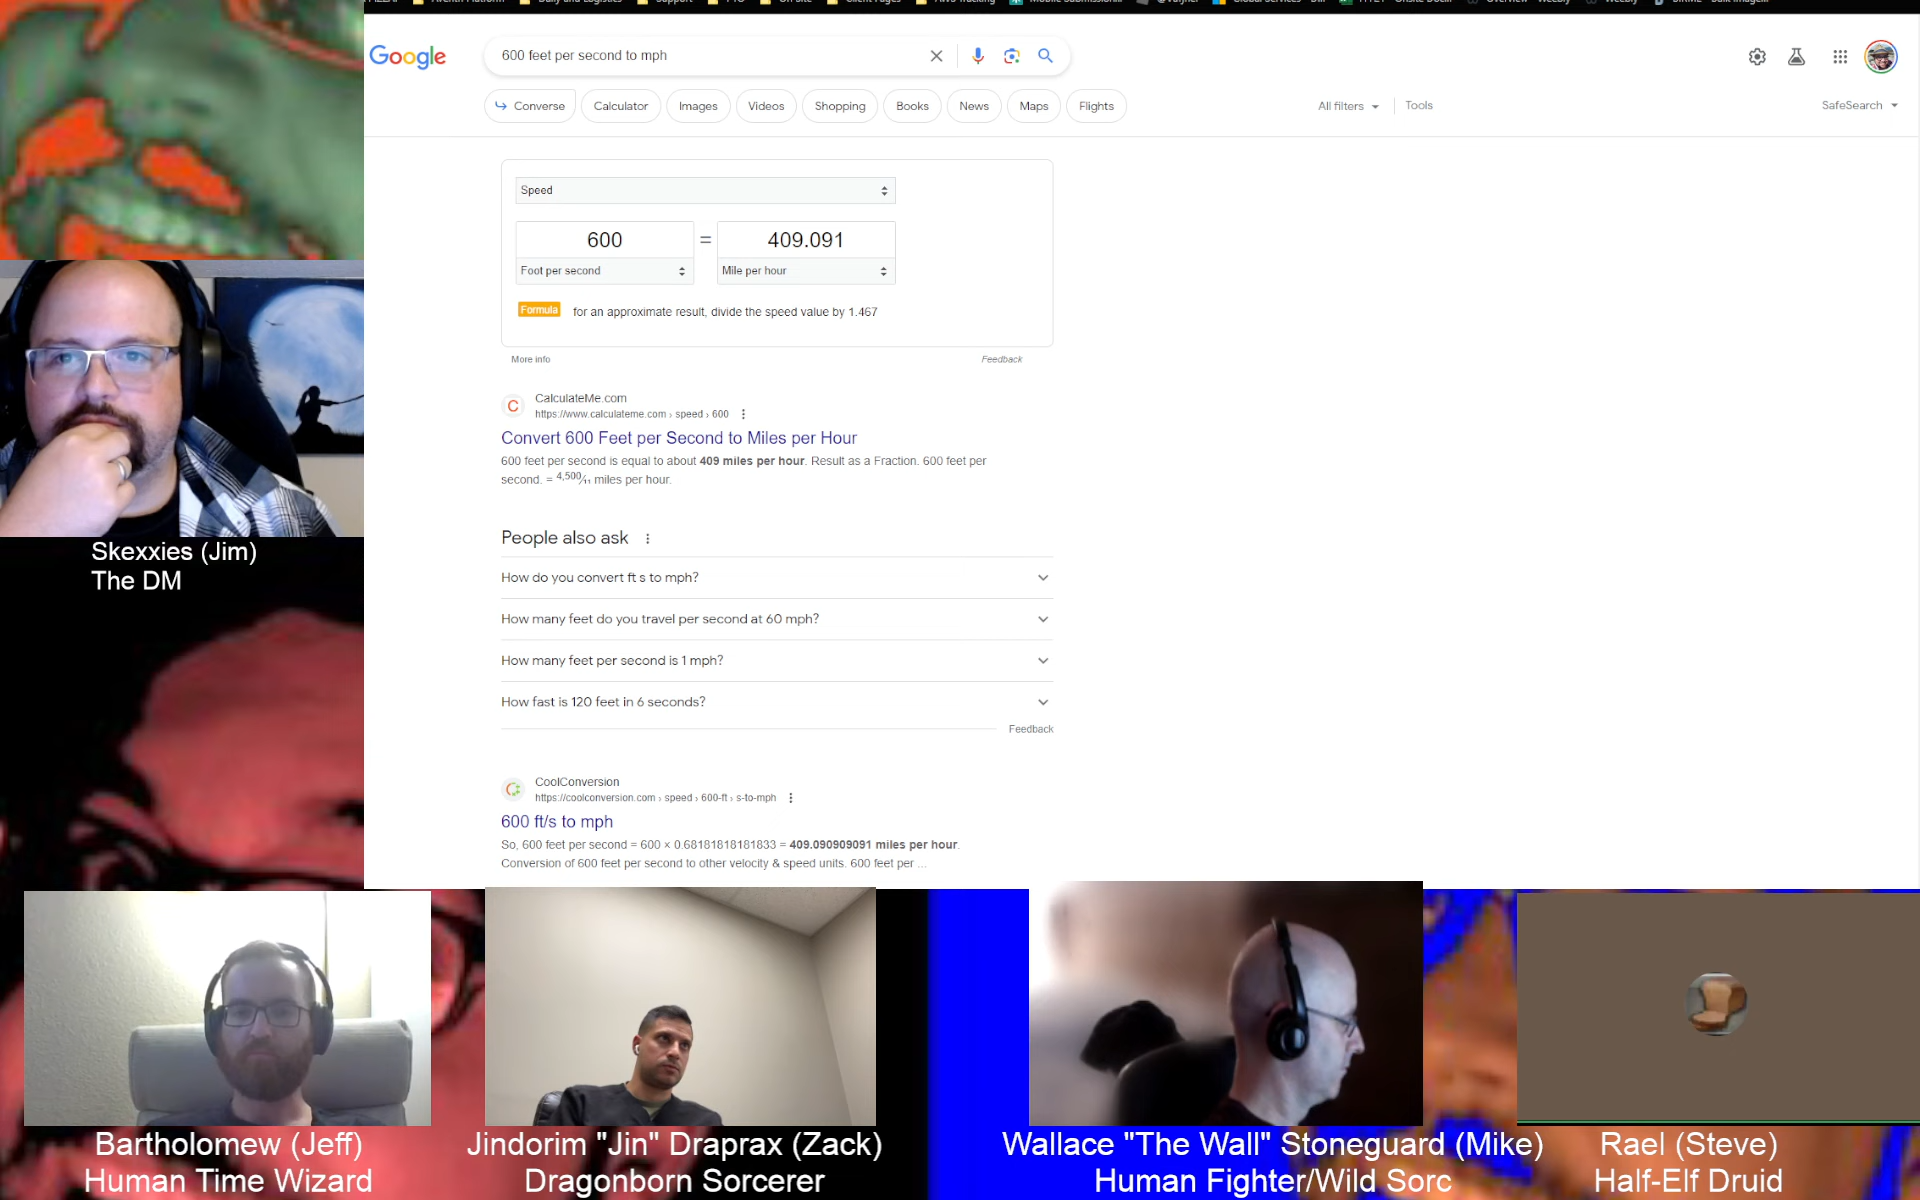 Google
600 feet per second to mph
Converse
Calculator
Images
Videos
Shopping
Books
News
Maps
Flights
All filters
Tools
SafeSearch
Speed
600 = 409.091
Foot per second
Mile per hour
Formula for an approximate result, divide the speed value by 1.467
More info
Feedback
C
CalculateMe.com
https://www.calculateme.com › speed › 600
Convert 600 Feet per Second to Miles per Hour
600 feet per second is equal to about 409 miles per hour. Result as a Fraction. 600 feet per
second. = 4,500⁄11 miles per hour.
People also ask
How do you convert ft s to mph?
How many feet do you travel per second at 60 mph?
How many feet per second is 1 mph?
How fast is 120 feet in 6 seconds?
Feedback
CoolConversion
https://coolconversion.com › speed › 600-ft › s-to-mph
600 ft/s to mph
So, 600 feet per second = 600 × 0.68181818181833 = 409.090909091 miles per hour.
Conversion of 600 feet per second to other velocity & speed units. 600 feet per ...
Skexxies (Jim)
The DM
Bartholomew (Jeff)
Human Time Wizard
Jindorim "Jin" Draprax (Zack)
Dragonborn Sorcerer
Wallace "The Wall" Stoneguard (Mike)
Human Fighter/Wild Sorc
Rael (Steve)
Half-Elf Druid